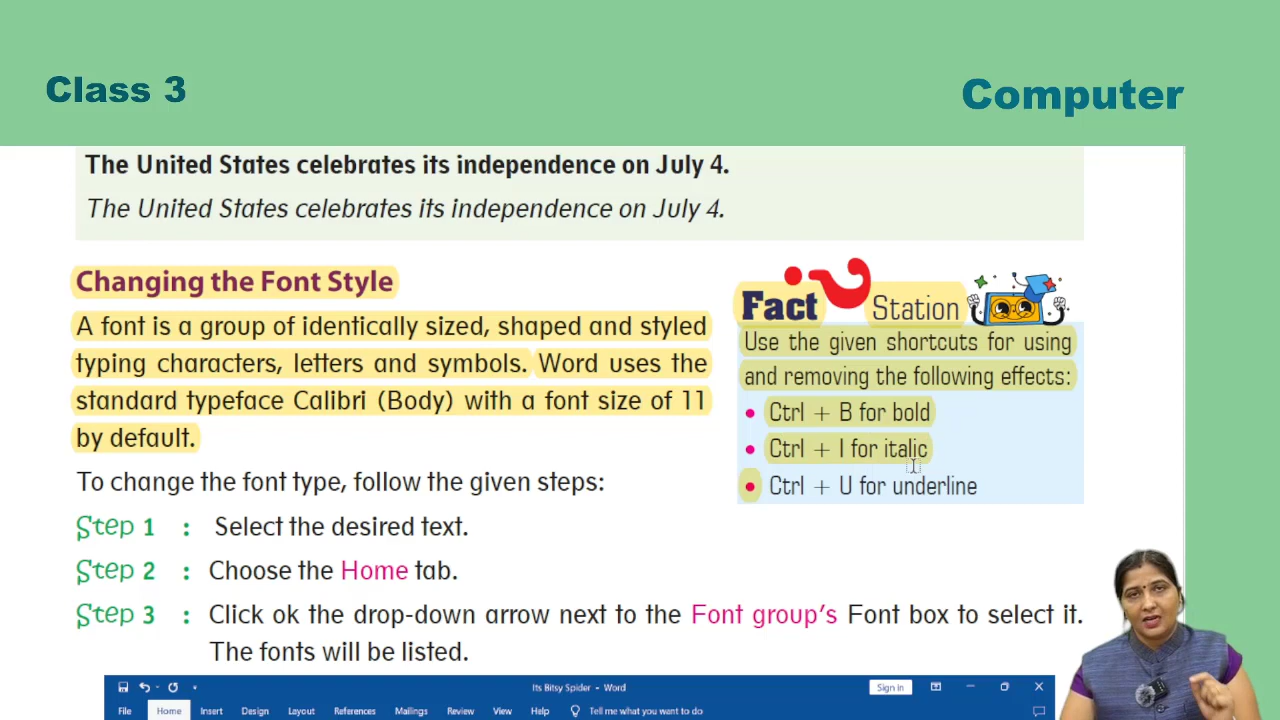 Class 3
Computer
The United States celebrates its independence on July 4.
The United States celebrates its independence on July 4.
Changing the Font Style
A font is a group of identically sized, shaped and styled
typing characters, letters and symbols. Word uses the
standard typeface Calibri (Body) with a font size of 11
by default.
To change the font type, follow the given steps:
Fact Station
Use the given shortcuts for using
and removing the following effects:
• Ctrl + B for bold
• Ctrl + I for italic
• Ctrl + U for underline
Step 1 : Select the desired text.
Step 2 : Choose the Home tab.
Step 3 : Click ok the drop-down arrow next to the Font group's Font box to select it.
The fonts will be listed.
Its Bitsy Spider - Word
Sign in
File Home Insert Design Layout References Mailings Review View Help Tell me what you want to do